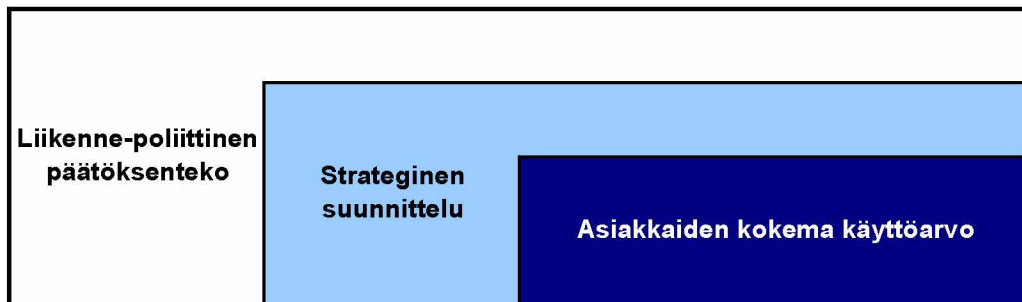 Liikenne-poliittinen
päätöksenteko
Strateginen
suunnittelu
Asiakkaiden kokema käyttöarvo